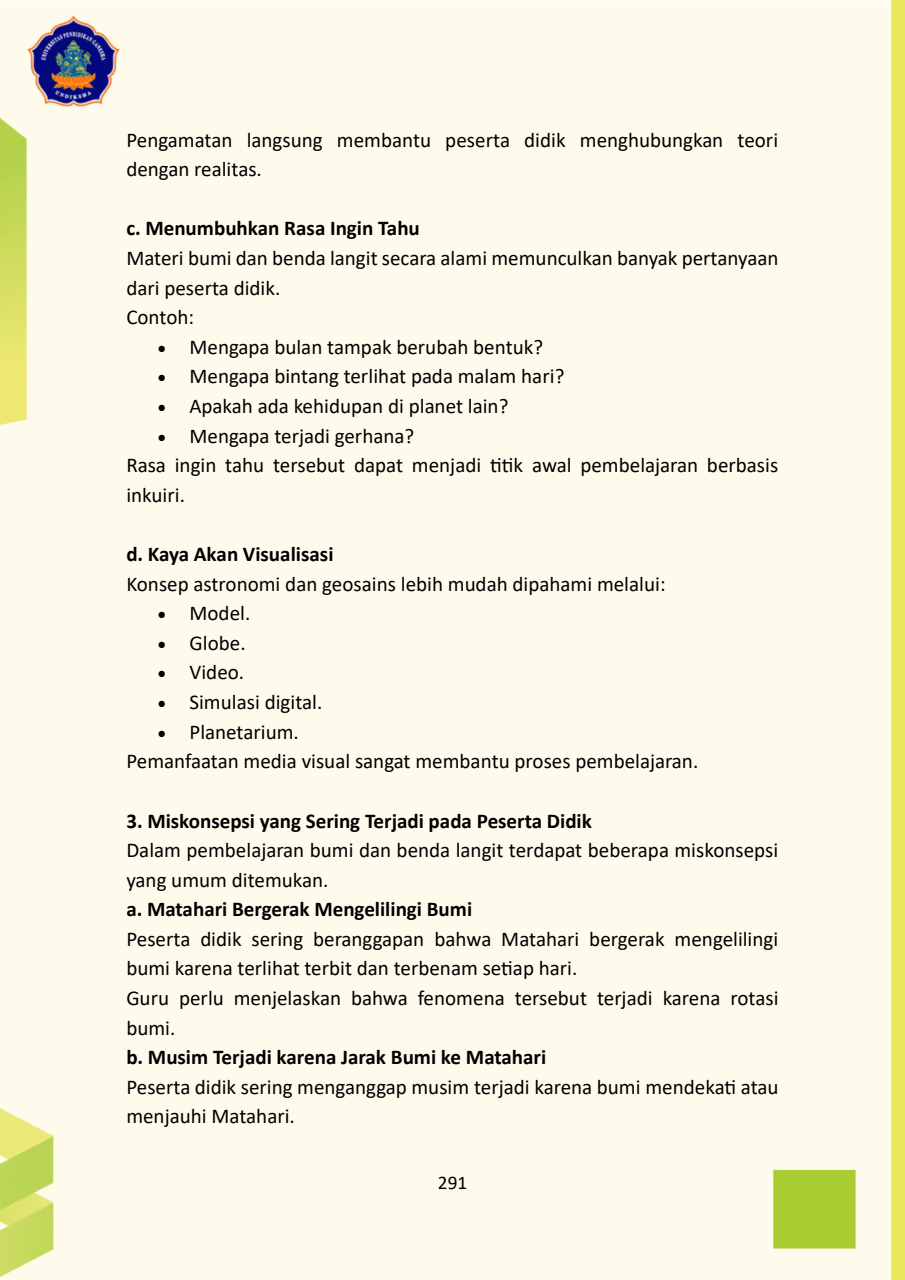 UNIVERSITAS PENDIDIKAN GANESHA
UNDIKSHA
Pengamatan langsung membantu peserta didik menghubungkan teori
dengan realitas.
c. Menumbuhkan Rasa Ingin Tahu
Materi bumi dan benda langit secara alami memunculkan banyak pertanyaan
dari peserta didik.
Contoh:
• Mengapa bulan tampak berubah bentuk?
• Mengapa bintang terlihat pada malam hari?
• Apakah ada kehidupan di planet lain?
• Mengapa terjadi gerhana?
Rasa ingin tahu tersebut dapat menjadi titik awal pembelajaran berbasis
inkuiri.
d. Kaya Akan Visualisasi
Konsep astronomi dan geosains lebih mudah dipahami melalui:
• Model.
• Globe.
• Video.
• Simulasi digital.
• Planetarium.
Pemanfaatan media visual sangat membantu proses pembelajaran.
3. Miskonsepsi yang Sering Terjadi pada Peserta Didik
Dalam pembelajaran bumi dan benda langit terdapat beberapa miskonsepsi
yang umum ditemukan.
a. Matahari Bergerak Mengelilingi Bumi
Peserta didik sering beranggapan bahwa Matahari bergerak mengelilingi
bumi karena terlihat terbit dan terbenam setiap hari.
Guru perlu menjelaskan bahwa fenomena tersebut terjadi karena rotasi
bumi.
b. Musim Terjadi karena Jarak Bumi ke Matahari
Peserta didik sering menganggap musim terjadi karena bumi mendekati atau
menjauhi Matahari.
291